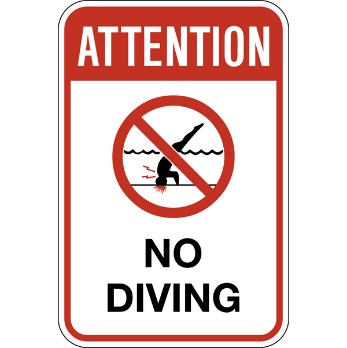 ATTENTION
NO
DIVING